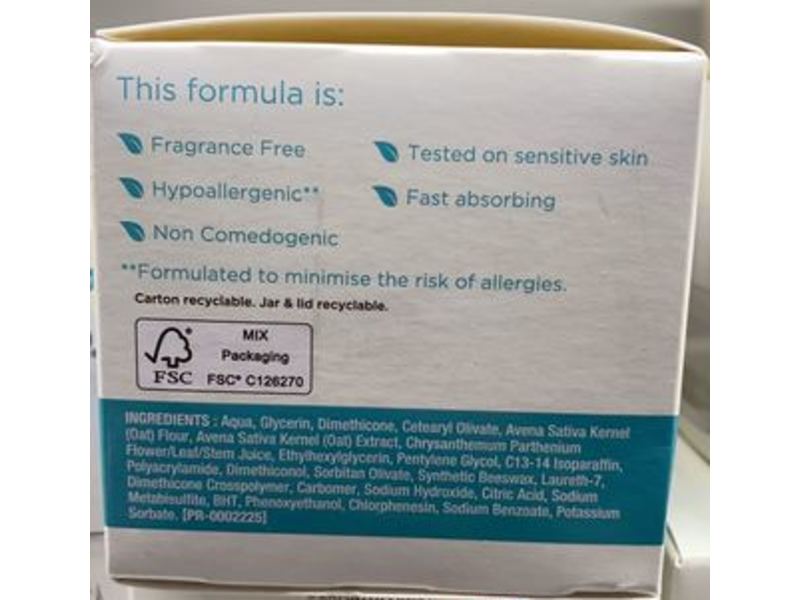 This formula is:
Fragrance Free
Tested on sensitive skin
Hypoallergenic**
Fast absorbing
Non Comedogenic
**Formulated to minimise the risk of allergies.
Carton recyclable. Jar & lid recyclable.
MIX
Packaging
FSC FSC® C126270
INGREDIENTS : Aqua, Glycerin, Dimethicone, Cetearyl Olivate, Avena Sativa Kernel
(Oat) Flour, Avena Sativa Kernel (Oat) Extract, Chrysanthemum Parthenium
Flower/Leaf/Stem Juice, Ethylhexylglycerin, Pentylene Glycol, C13-14 Isoparaffin,
Polyacrylamide, Dimethiconol, Sorbitan Olivate, Synthetic Beeswax, Laureth-7,
Dimethicone Crosspolymer, Carbomer, Sodium Hydroxide, Citric Acid, Sodium
Metabisulfite, BHT, Phenoxyethanol, Chlorphenesin, Sodium Benzoate, Potassium
Sorbate. [PR-0002225]